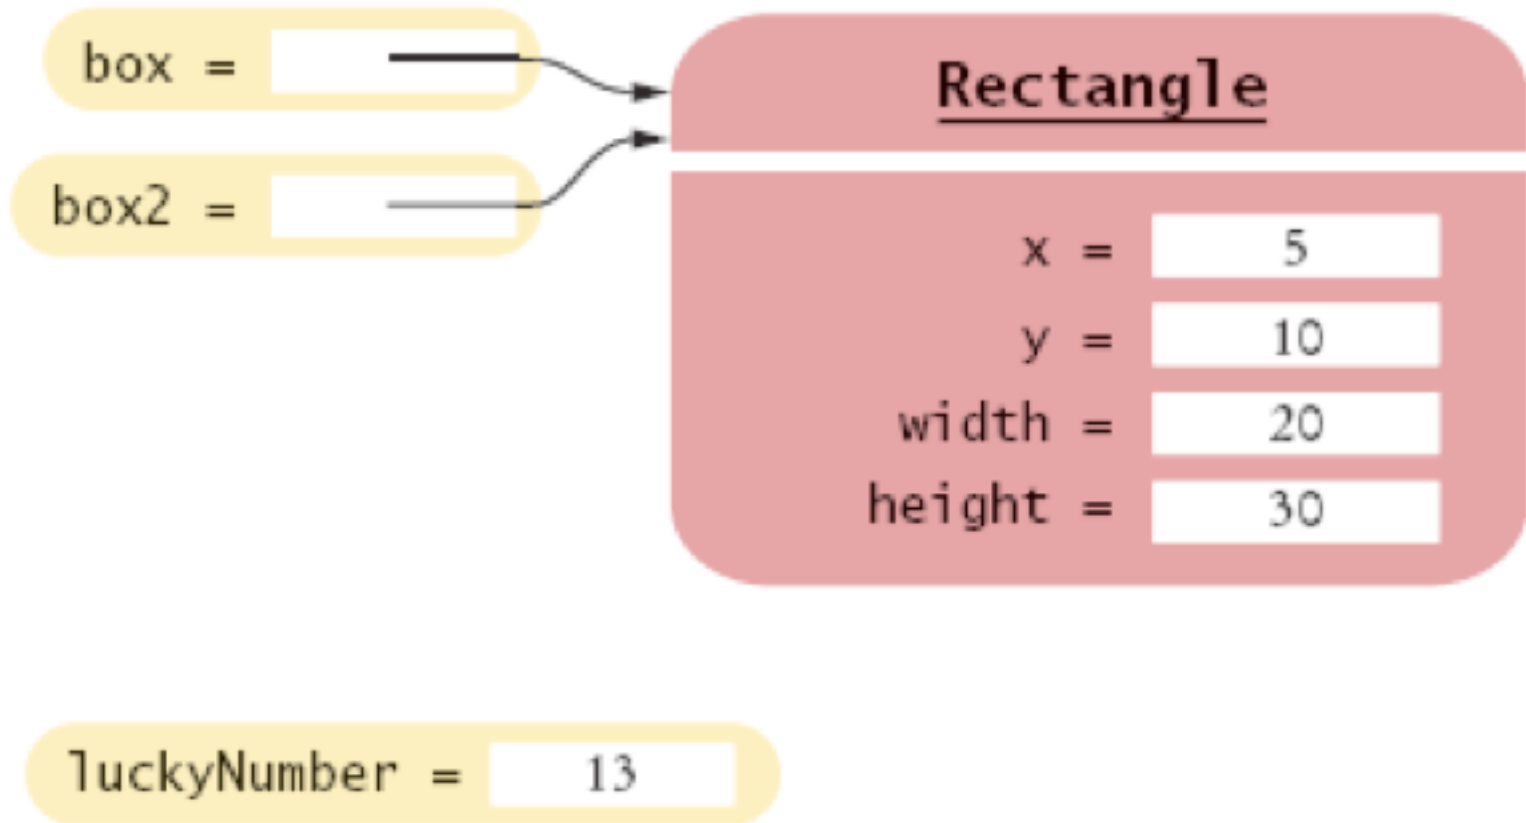 box =
Rectangle
box2 =
x = 5
y = 10
width = 20
height = 30
luckyNumber = 13